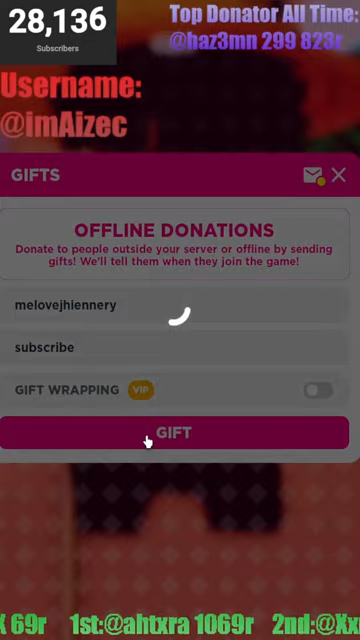 28,136
Subscribers
Top Donator All Time:
@haz3mn 299 823r
Username:
@imAizec
GIFTS
OFFLINE DONATIONS
Donate to people outside your server or offline by sending
gifts! We'll tell them when they join the game!
melovejhiennery
subscribe
GIFT WRAPPING VIP
GIFT
69r 1st:@ahtxra 1069r 2nd:@Xx